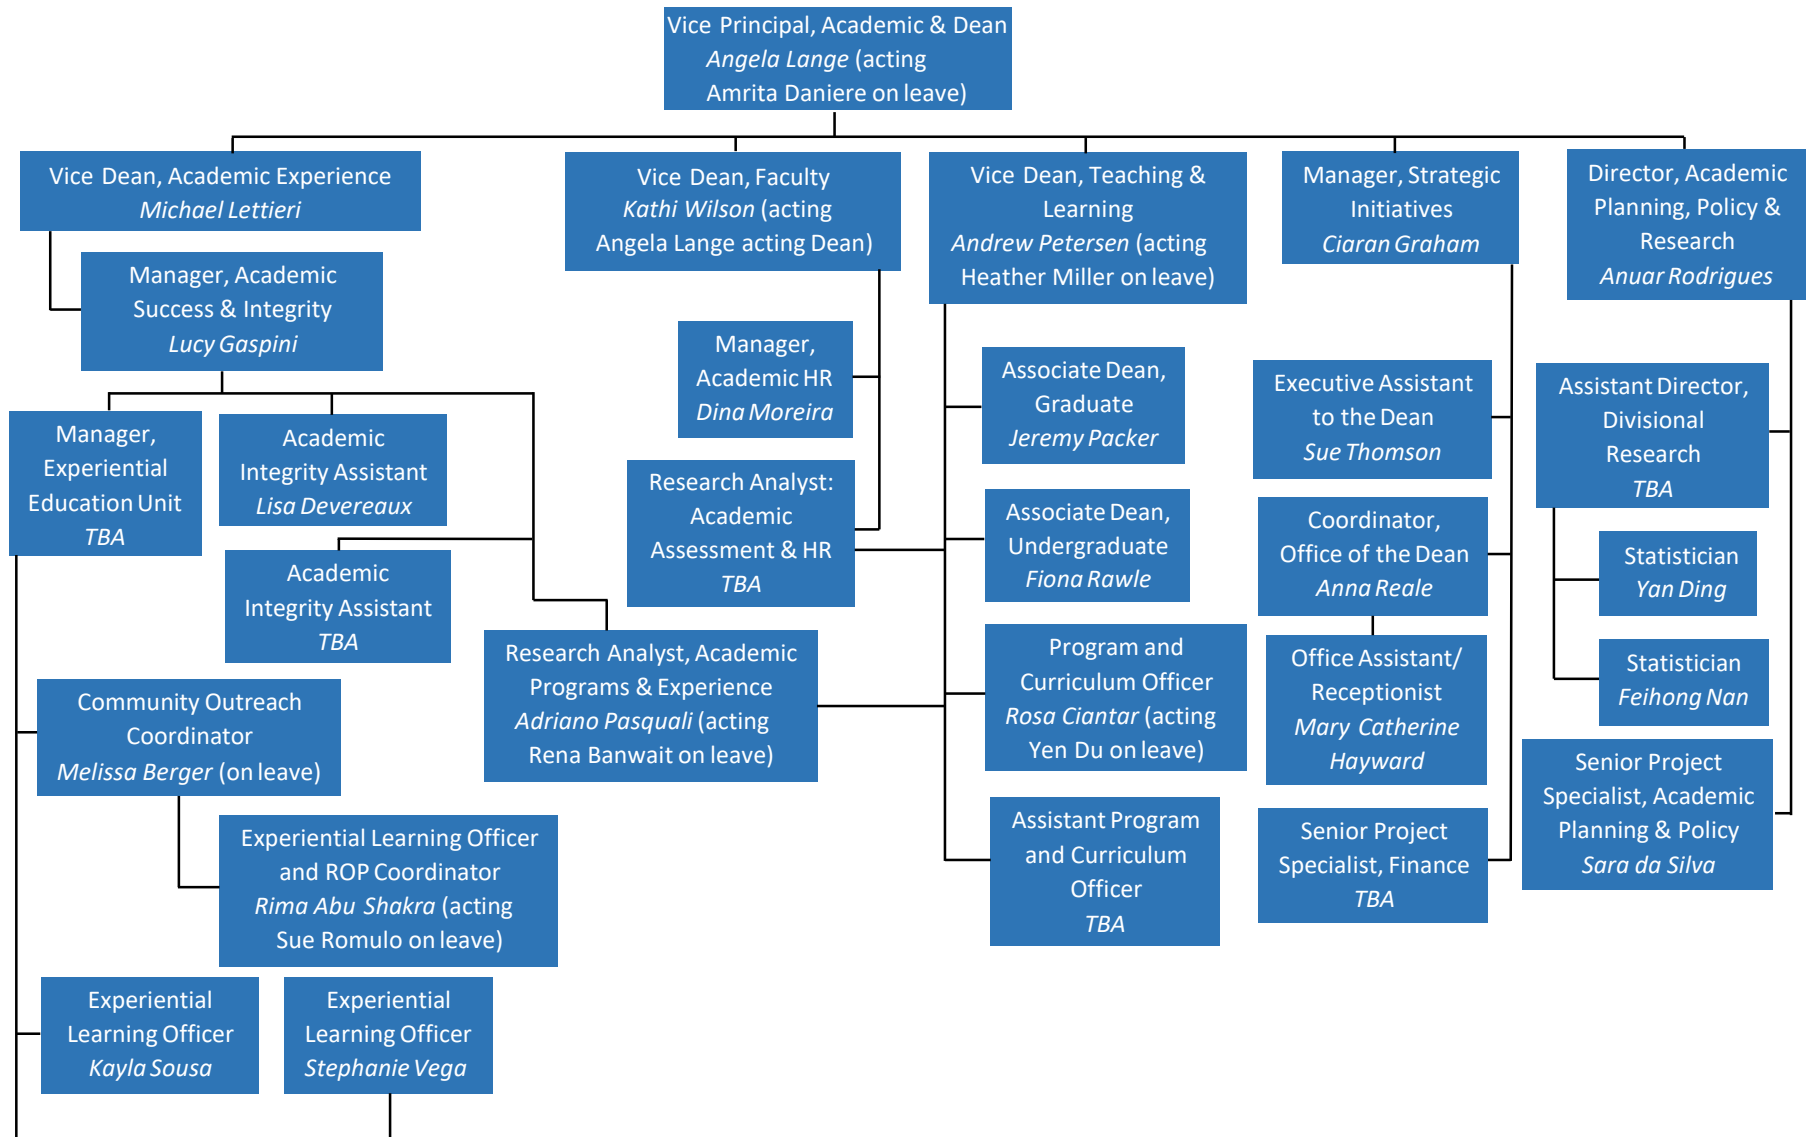 Vice Principal, Academic & Dean
Angela Lange (acting
Amrita Daniere on leave)
Vice Dean, Academic Experience
Michael Lettieri
Vice Dean, Faculty
Kathi Wilson (acting
Angela Lange acting Dean)
Vice Dean, Teaching &
Learning
Andrew Petersen (acting
Heather Miller on leave)
Manager, Strategic
Initiatives
Ciaran Graham
Director, Academic
Planning, Policy &
Research
Anuar Rodrigues
Manager, Academic
Success & Integrity
Lucy Gaspini
Manager,
Academic HR
Dina Moreira
Associate Dean,
Graduate
Jeremy Packer
Executive Assistant
to the Dean
Sue Thomson
Assistant Director,
Divisional
Research
TBA
Manager,
Experiential
Education Unit
TBA
Academic
Integrity Assistant
Lisa Devereaux
Research Analyst:
Academic
Assessment & HR
TBA
Associate Dean,
Undergraduate
Fiona Rawle
Coordinator,
Office of the Dean
Anna Reale
Statistician
Yan Ding
Academic
Integrity Assistant
TBA
Research Analyst, Academic
Programs & Experience
Adriano Pasquali (acting
Rena Banwait on leave)
Program and
Curriculum Officer
Rosa Ciantar (acting
Yen Du on leave)
Office Assistant/
Receptionist
Mary Catherine
Hayward
Statistician
Feihong Nan
Community Outreach
Coordinator
Melissa Berger (on leave)
Senior Project
Specialist, Academic
Planning & Policy
Sara da Silva
Experiential Learning Officer
and ROP Coordinator
Rima Abu Shakra (acting
Sue Romulo on leave)
Assistant Program
and Curriculum
Officer
TBA
Senior Project
Specialist, Finance
TBA
Experiential
Learning Officer
Kayla Sousa
Experiential
Learning Officer
Stephanie Vega